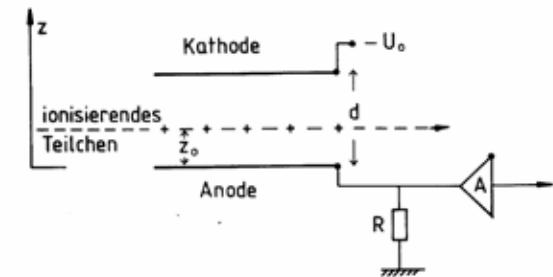 z
Kathode
– U₀
ionisierendes
Teilchen
z₀
d
Anode
A
R